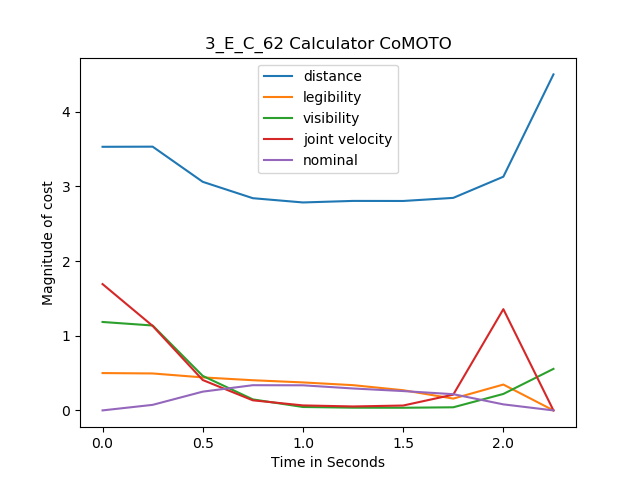 3_E_C_62 Calculator CoMOTO
distance
legibility
visibility
joint velocity
nominal
Magnitude of cost
4
3
2
1
0
0.0 0.5 1.0 1.5 2.0
Time in Seconds